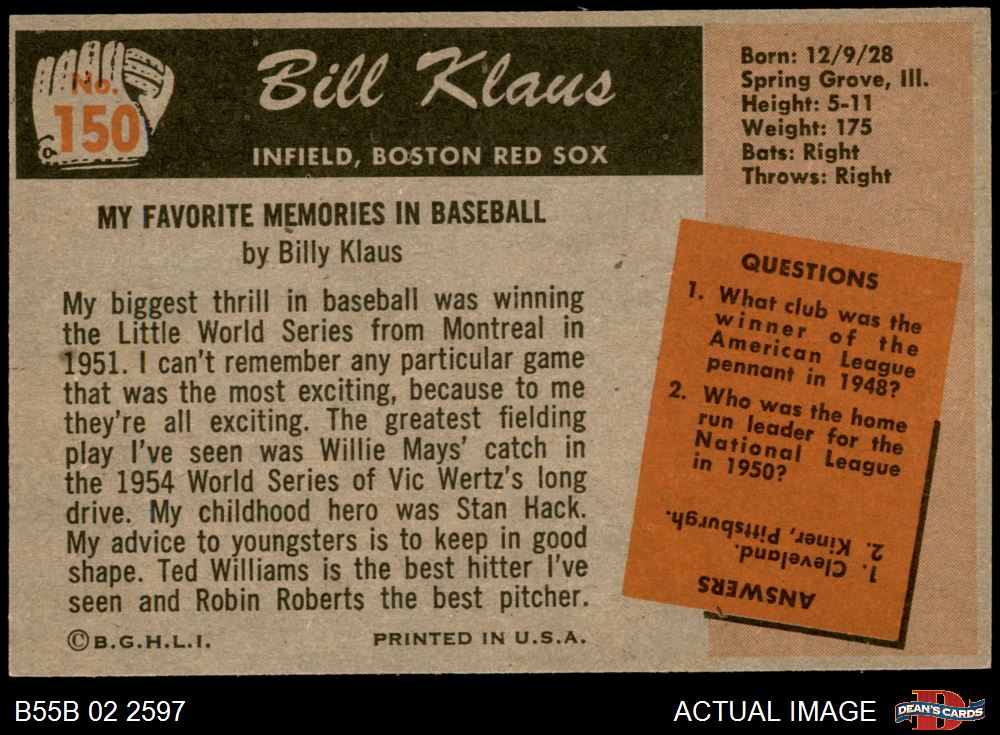 No.
150
Bill Klaus
INFIELD, BOSTON RED SOX
Born: 12/9/28
Spring Grove, Ill.
Height: 5-11
Weight: 175
Bats: Right
Throws: Right
MY FAVORITE MEMORIES IN BASEBALL
by Billy Klaus
My biggest thrill in baseball was winning
the Little World Series from Montreal in
1951. I can't remember any particular game
that was the most exciting, because to me
they're all exciting. The greatest fielding
play I've seen was Willie Mays' catch in
the 1954 World Series of Vic Wertz's long
drive. My childhood hero was Stan Hack.
My advice to youngsters is to keep in good
shape. Ted Williams is the best hitter I've
seen and Robin Roberts the best pitcher.
©B.G.H.L.I.
PRINTED IN U.S.A.
QUESTIONS
1. What club was the
winner of the
American League
pennant in 1948?
2. Who was the home
run leader for the
National League
in 1950?
ANSWERS
1. Cleveland.
2. Kiner, Pittsburgh.
B55B 02 2597
ACTUAL IMAGE
DEAN'S CARDS